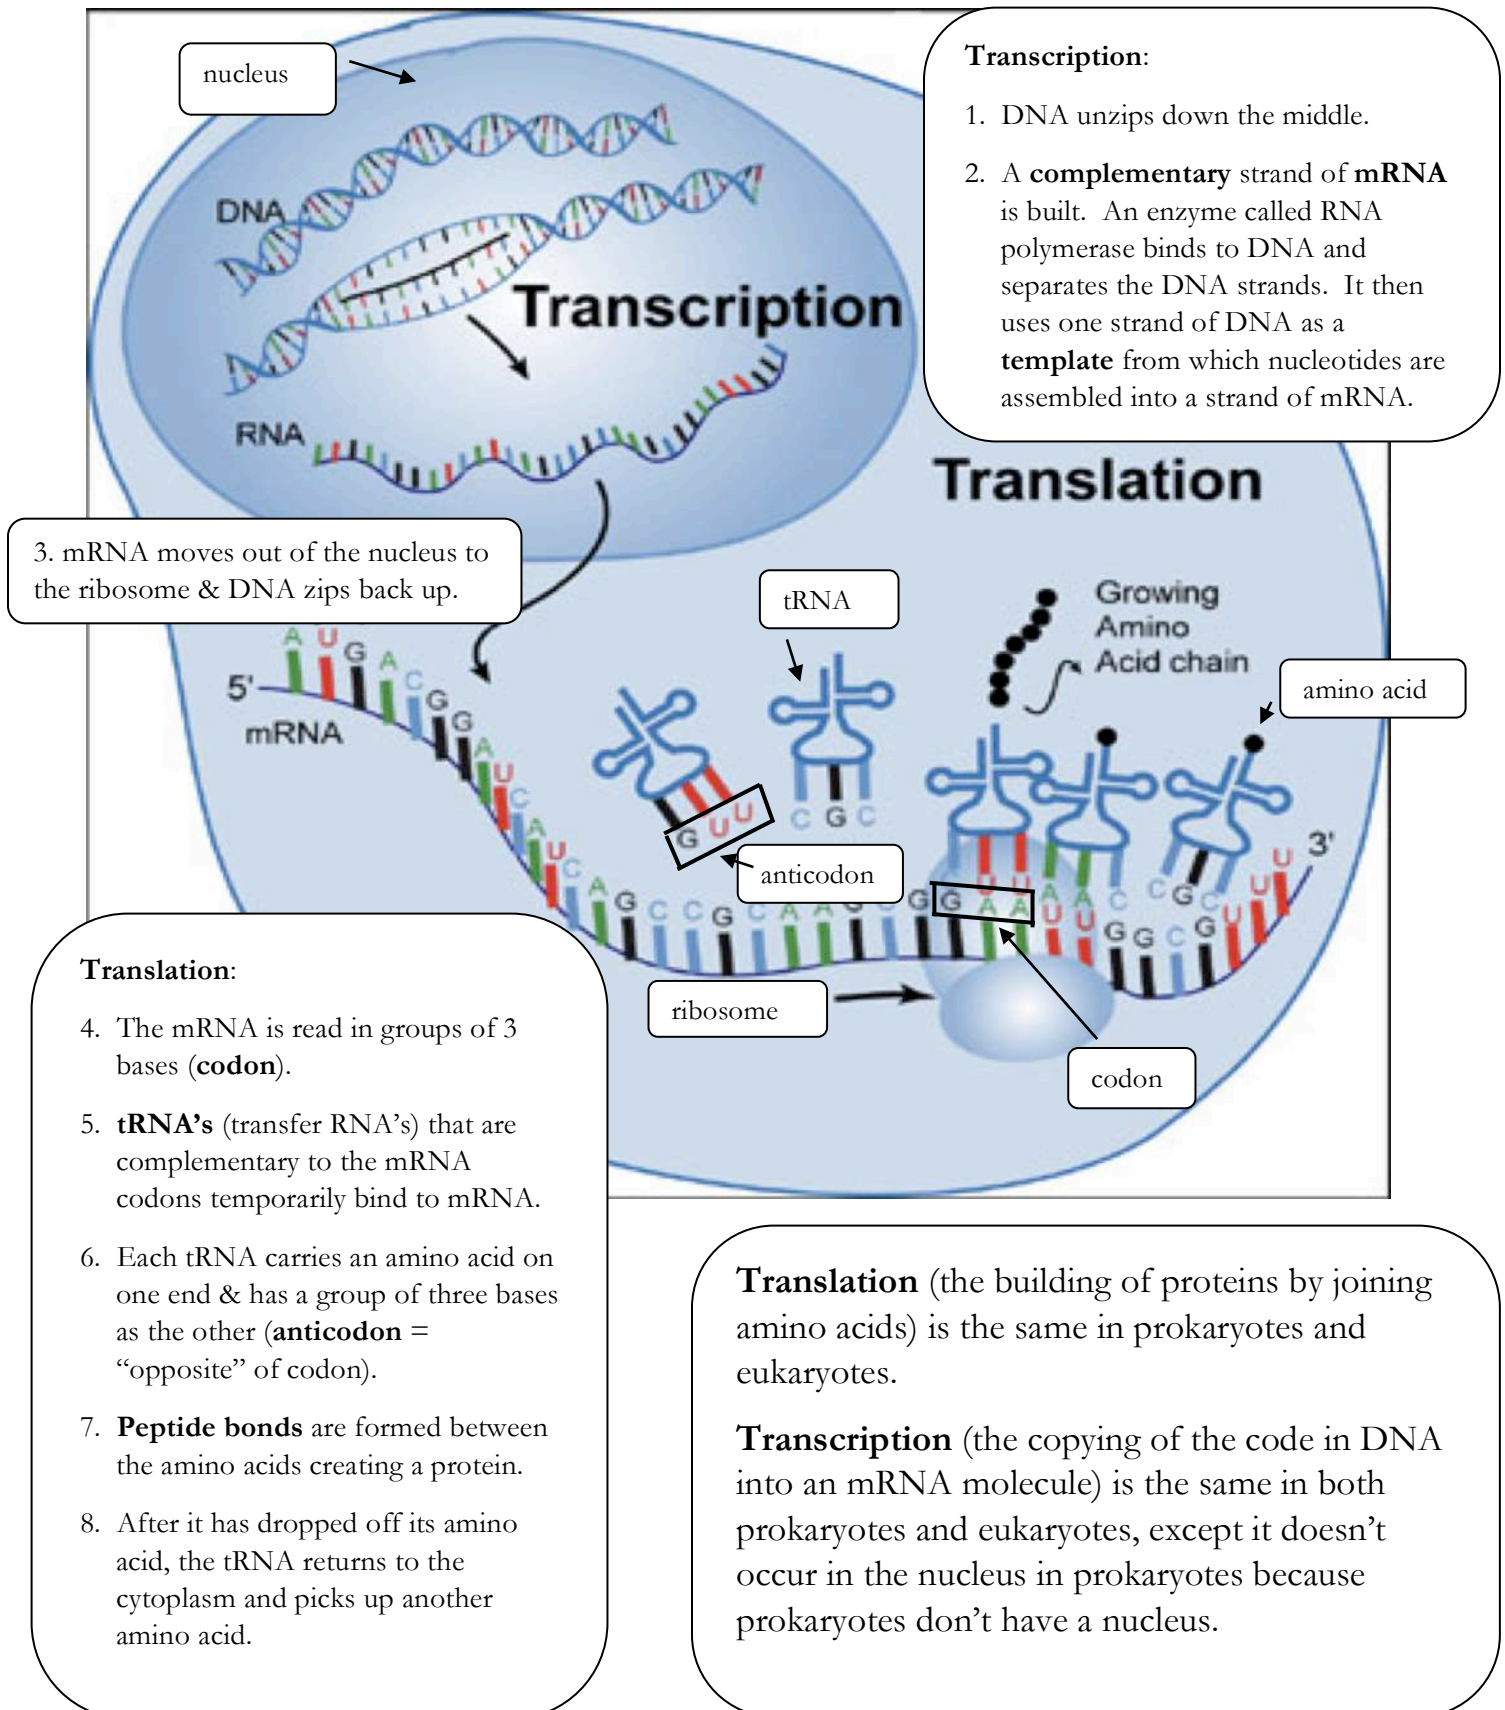 nucleus
Transcription:
1. DNA unzips down the middle.
2. A complementary strand of mRNA
is built. An enzyme called RNA
polymerase binds to DNA and
separates the DNA strands. It then
uses one strand of DNA as a
template from which nucleotides are
assembled into a strand of mRNA.
DNA
Transcription
RNA
Translation
3. mRNA moves out of the nucleus to
the ribosome & DNA zips back up.
tRNA
Growing
Amino
Acid chain
amino acid
A U G A C G G A U C A U C A G C C G C A A G C G G A A U U G G C G U U U
5'
mRNA
G U U
C G C
anticodon
U U A A C
C G C
3'
ribosome
codon
Translation:
4. The mRNA is read in groups of 3
bases (codon).
5. tRNA’s (transfer RNA’s) that are
complementary to the mRNA
codons temporarily bind to mRNA.
6. Each tRNA carries an amino acid on
one end & has a group of three bases
as the other (anticodon =
“opposite” of codon).
7. Peptide bonds are formed between
the amino acids creating a protein.
8. After it has dropped off its amino
acid, the tRNA returns to the
cytoplasm and picks up another
amino acid.
Translation (the building of proteins by joining
amino acids) is the same in prokaryotes and
eukaryotes.
Transcription (the copying of the code in DNA
into an mRNA molecule) is the same in both
prokaryotes and eukaryotes, except it doesn’t
occur in the nucleus in prokaryotes because
prokaryotes don’t have a nucleus.